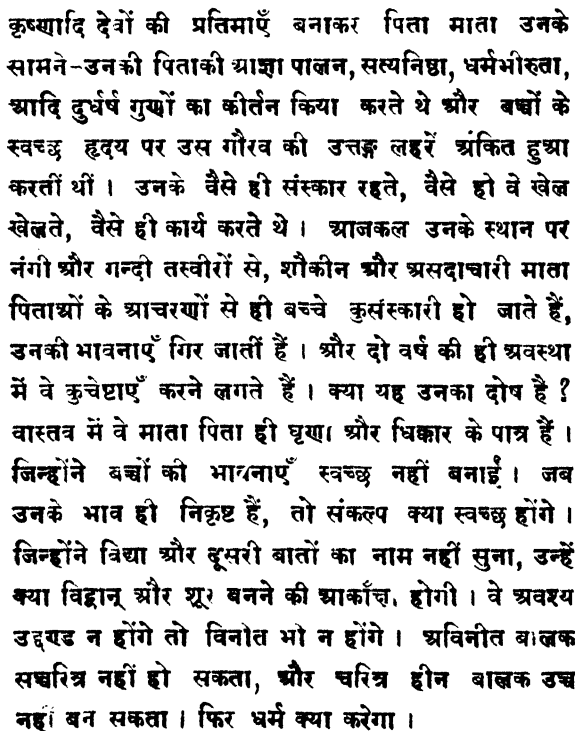 कृष्णादि देवों की प्रतिमाएँ बनाकर पिता माता उनके
सामने-उनकी पिताकी आज्ञा पालन, सत्यनिष्ठा, धर्मभीरुता,
आदि दुर्धर्ष गुणों का कीर्तन किया करते थे और बच्चों के
स्वच्छ हृदय पर उस गौरव की उत्तङ्ग लहरें अंकित हुआ
करतीं थीं । उनके वैसे ही संस्कार रहते, वैसे हो वे खेल
खेलते, वैसे ही कार्य करते थे । आजकल उनके स्थान पर
नंगी और गन्दी तस्वीरों से, शौकीन और असदाचारी माता
पिताओं के आचरणों से ही बच्चे कुसंस्कारी हो जाते हैं,
उनकी भावनाएँ गिर जातीं हैं । और दो वर्ष की ही अवस्था
में वे कुचेष्टाएँ करने लगते हैं । क्या यह उनका दोष है ?
वास्तव में वे माता पिता ही घृणा और धिक्कार के पात्र हैं ।
जिन्होंने बच्चों की भावनाएँ स्वच्छ नहीं बनाईं । जब
उनके भाव ही निकृष्ट हैं, तो संकल्प क्या स्वच्छ होंगे ।
जिन्होंने विद्या और दूसरी बातों का नाम नहीं सुना, उन्हें
क्या विद्वान् और शूर बनने की आकाँक्षा होगी । वे अवश्य
उद्दण्ड न होंगे तो विनीत भी न होंगे । अविनीत बालक
सच्चरित्र नहीं हो सकता, और चरित्र हीन बालक उच्च
नहीं बन सकता । फिर धर्म क्या करेगा ।